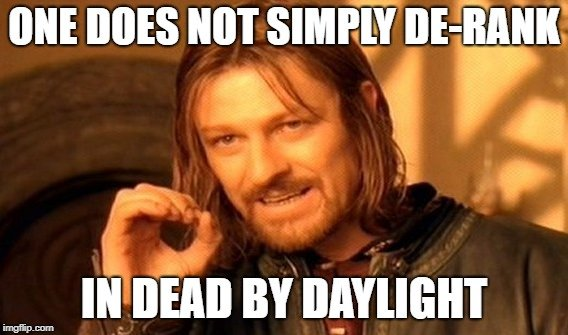 ONE DOES NOT SIMPLY DE-RANK
IN DEAD BY DAYLIGHT
imgflip.com